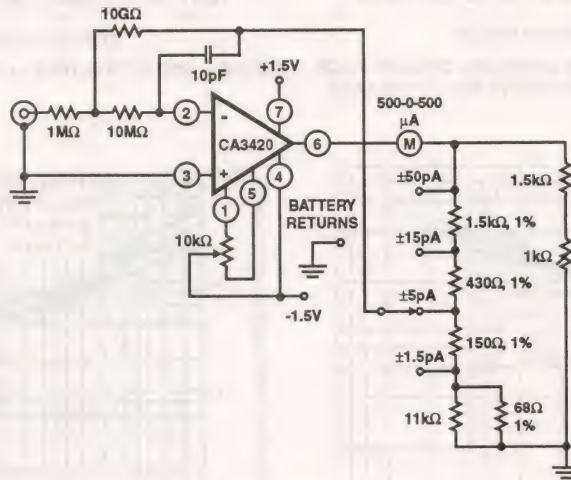 10GΩ
10pF
+1.5V
1MΩ
10MΩ
2
-
7
500-0-500
µA
CA3420
6
M
3
+
4
1
5
BATTERY
RETURNS
10kΩ
-1.5V
±50pA
1.5kΩ, 1%
±15pA
430Ω, 1%
±5pA
150Ω, 1%
±1.5pA
11kΩ
68Ω
1%
1.5kΩ
1kΩ